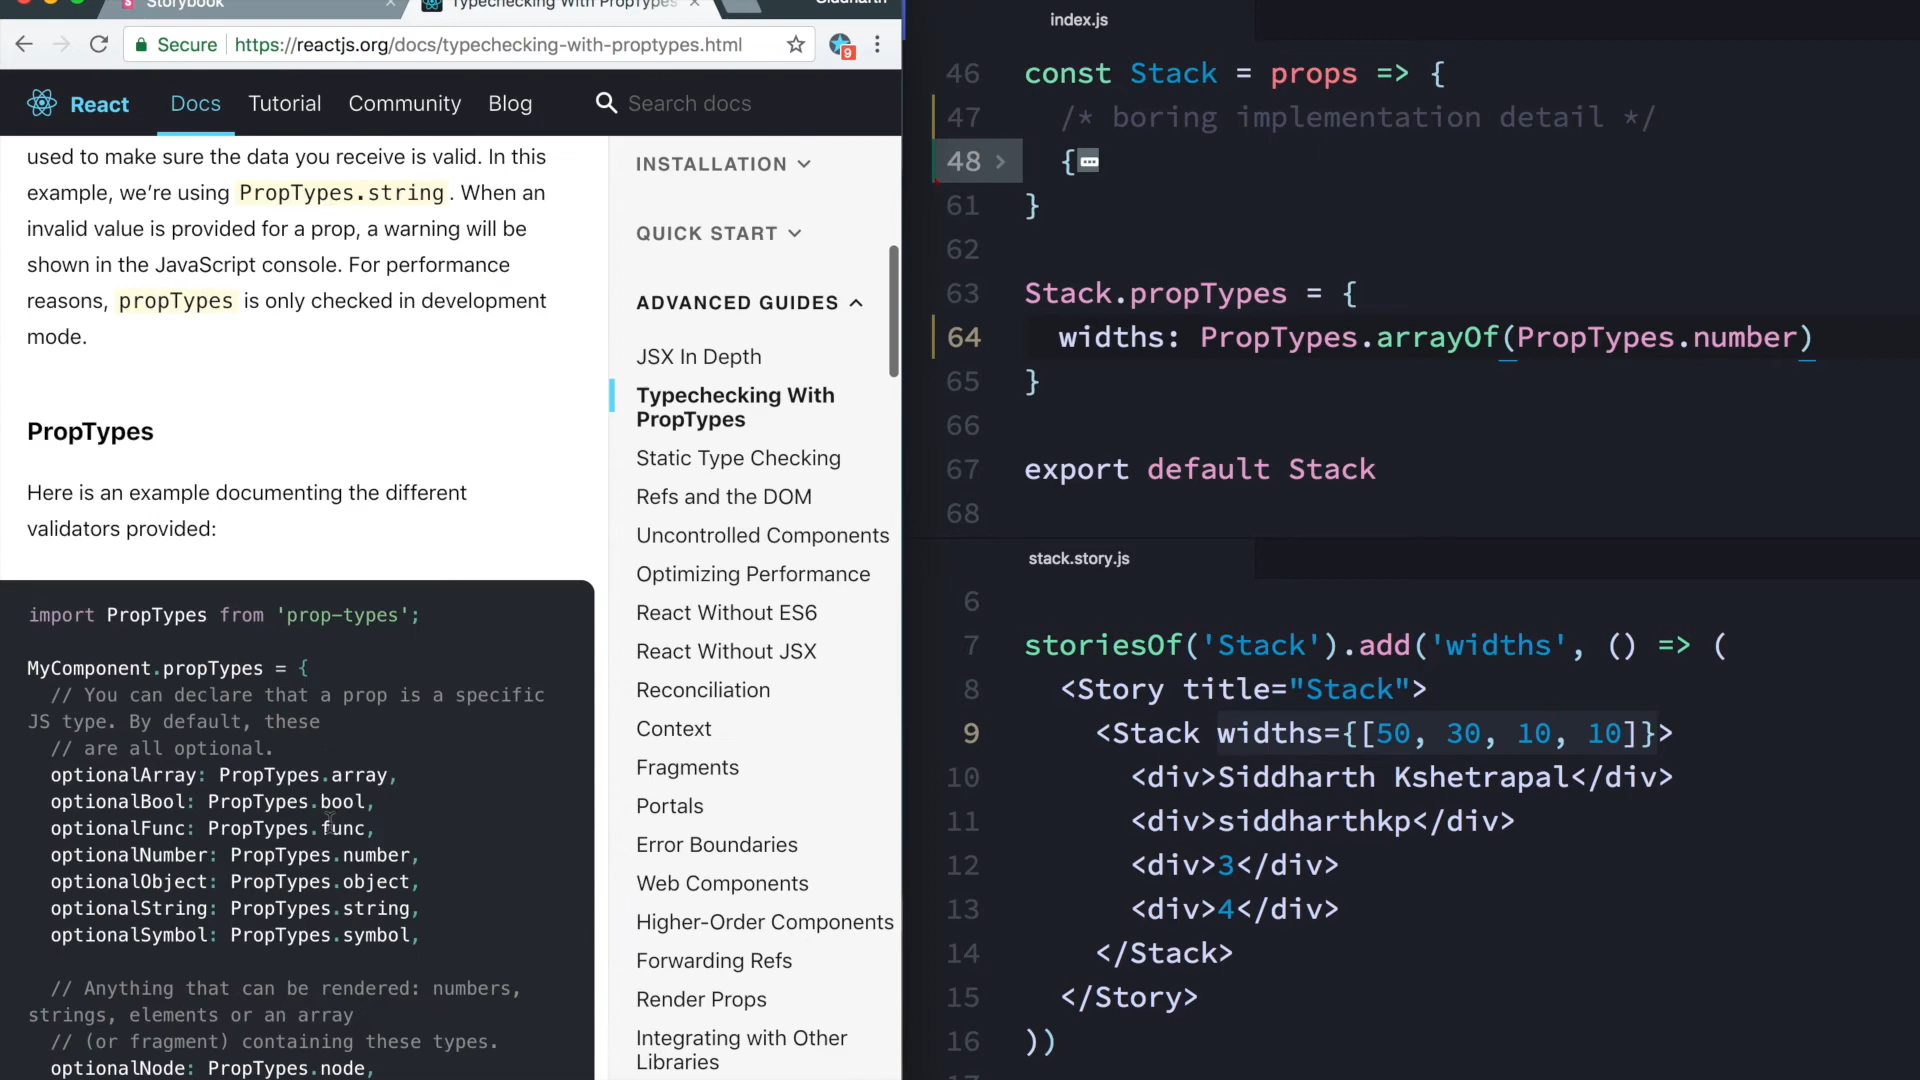 Storybook
Typechecking With PropTypes
Siddharth
Secure
https://reactjs.org/docs/typechecking-with-proptypes.html
9
React
Docs
Tutorial
Community
Blog
Search docs
used to make sure the data you receive is valid. In this
example, we're using PropTypes.string. When an
invalid value is provided for a prop, a warning will be
shown in the JavaScript console. For performance
reasons, propTypes is only checked in development
mode.
PropTypes
Here is an example documenting the different
validators provided:
import PropTypes from 'prop-types';
MyComponent.propTypes = {
// You can declare that a prop is a specific
JS type. By default, these
// are all optional.
optionalArray: PropTypes.array,
optionalBool: PropTypes.bool,
optionalFunc: PropTypes.func,
optionalNumber: PropTypes.number,
optionalObject: PropTypes.object,
optionalString: PropTypes.string,
optionalSymbol: PropTypes.symbol,
// Anything that can be rendered: numbers,
strings, elements or an array
// (or fragment) containing these types.
optionalNode: PropTypes.node,
INSTALLATION
QUICK START
ADVANCED GUIDES
JSX In Depth
Typechecking With
PropTypes
Static Type Checking
Refs and the DOM
Uncontrolled Components
Optimizing Performance
React Without ES6
React Without JSX
Reconciliation
Context
Fragments
Portals
Error Boundaries
Web Components
Higher-Order Components
Forwarding Refs
Render Props
Integrating with Other
Libraries
index.js
46 const Stack = props => {
47 /* boring implementation detail */
48 {
61 }
62
63 Stack.propTypes = {
64 widths: PropTypes.arrayOf(PropTypes.number)
65 }
66
67 export default Stack
68
stack.story.js
6
7 storiesOf('Stack').add('widths', () => (
8 <Story title="Stack">
9 <Stack widths={[50, 30, 10, 10]}>
10 <div>Siddharth Kshetrapal</div>
11 <div>siddharthkp</div>
12 <div>3</div>
13 <div>4</div>
14 </Stack>
15 </Story>
16 ))